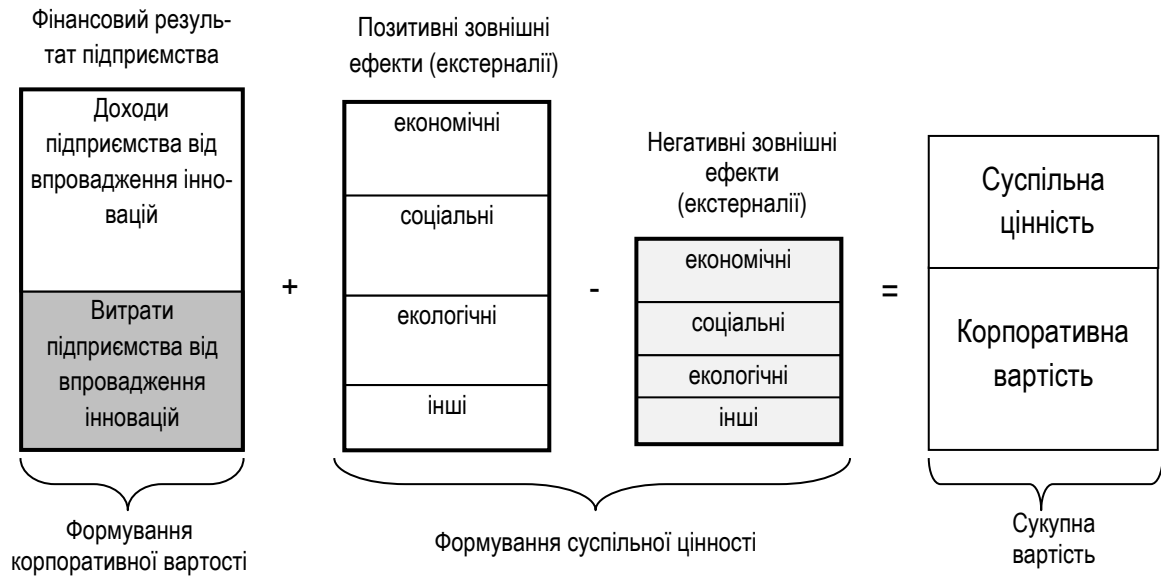 Фінансовий резуль-
тат підприємства
Доходи
підприємства від
впровадження інно-
вацій
Витрати
підприємства від
впровадження
інновацій
Формування
корпоративної вартості
+
Позитивні зовнішні
ефекти (екстерналії)
економічні
соціальні
екологічні
інші
-
Негативні зовнішні
ефекти
(екстерналії)
економічні
соціальні
екологічні
інші
Формування суспільної цінності
=
Суспільна
цінність
Корпоративна
вартість
Сукупна
вартість